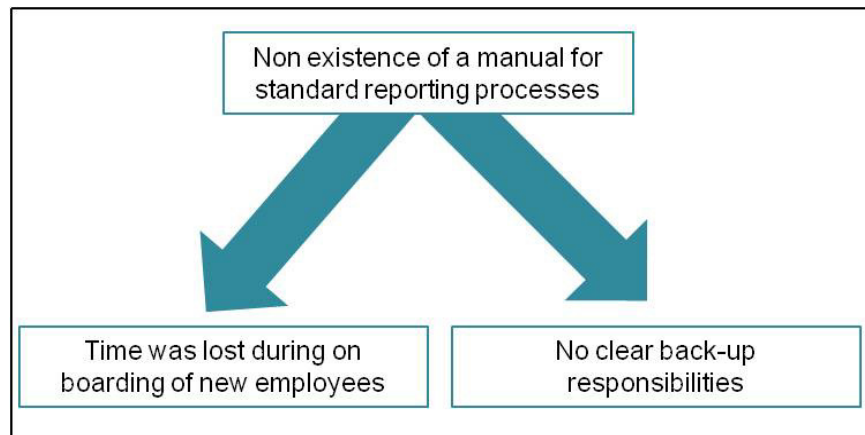 Non existence of a manual for
standard reporting processes
Time was lost during on
boarding of new employees
No clear back-up
responsibilities